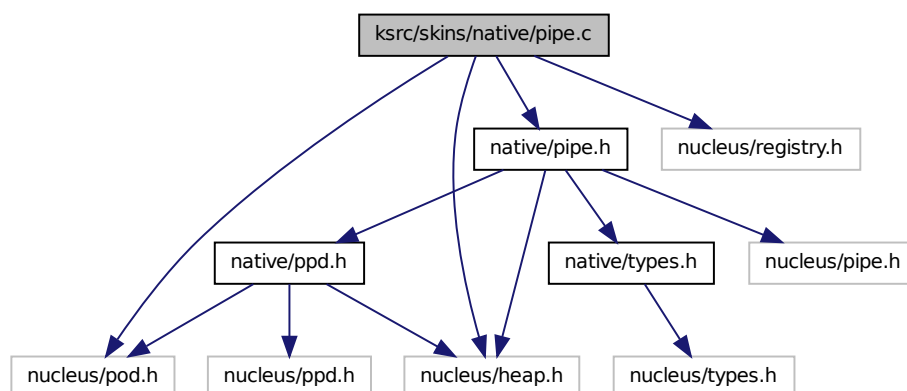 ksrc/skins/native/pipe.c
native/pipe.h
nucleus/registry.h
native/ppd.h
native/types.h
nucleus/pipe.h
nucleus/pod.h
nucleus/ppd.h
nucleus/heap.h
nucleus/types.h